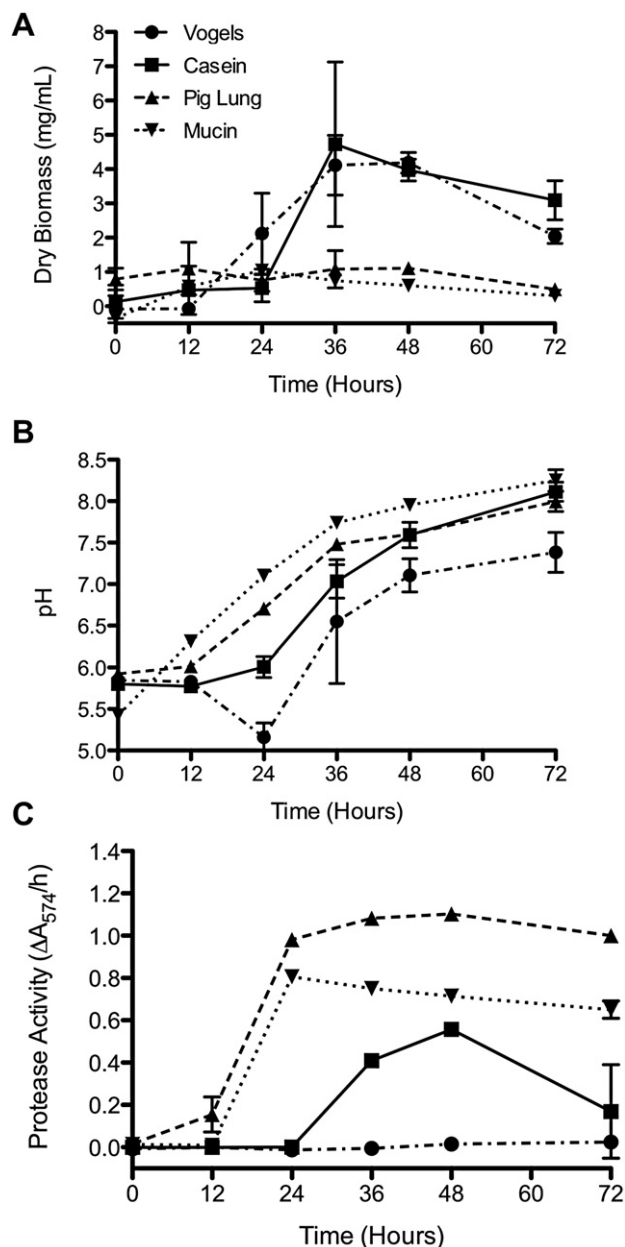 A
Vogels
Casein
Pig Lung
Mucin
Dry Biomass (mg/mL)
8
7
6
5
4
3
2
1
0
0 12 24 36 48 60 72
Time (Hours)
B
pH
8.5
8.0
7.5
7.0
6.5
6.0
5.5
5.0
0 12 24 36 48 60 72
Time (Hours)
C
Protease Activity (ΔA574/h)
1.4
1.2
1.0
0.8
0.6
0.4
0.2
0.0
0 12 24 36 48 60 72
Time (Hours)